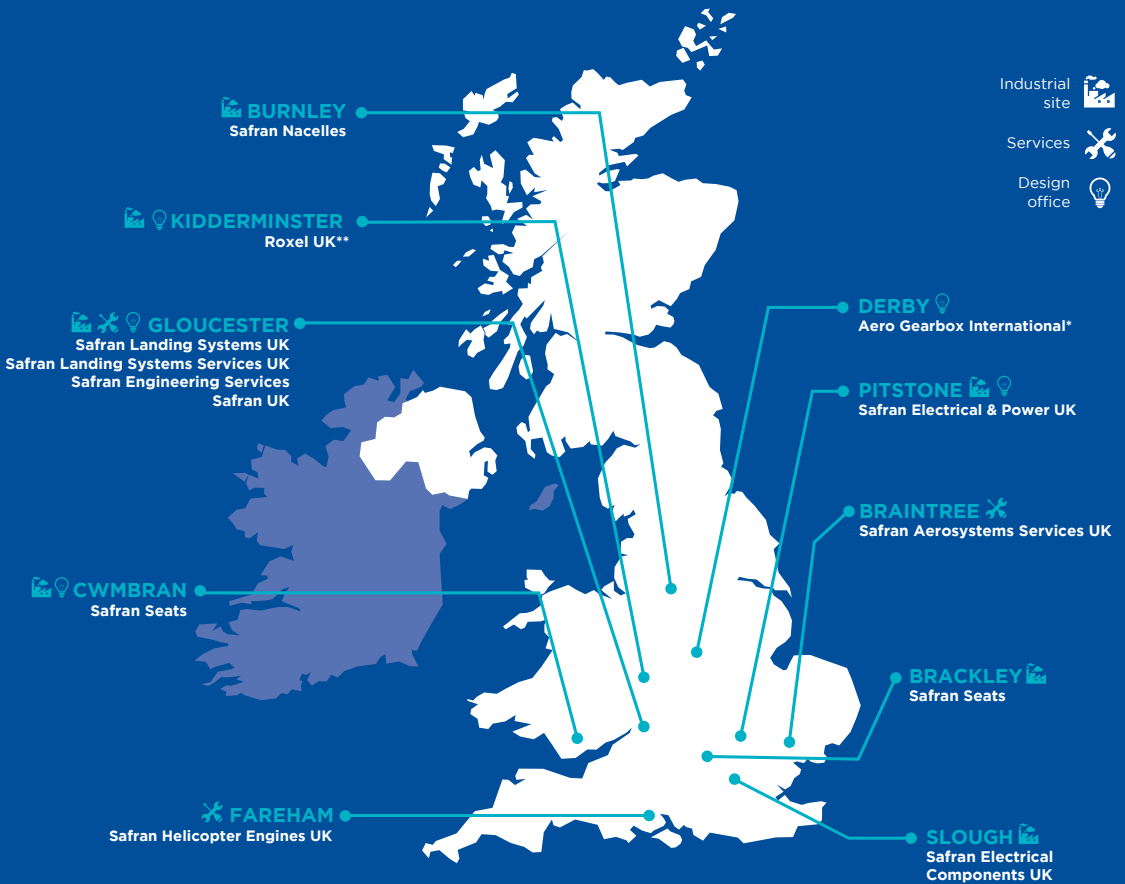 Industrial
site
Services
Design
office
BURNLEY
Safran Nacelles
KIDDERMINSTER
Roxel UK**
GLOUCESTER
Safran Landing Systems UK
Safran Landing Systems Services UK
Safran Engineering Services
Safran UK
CWMBRAN
Safran Seats
FAREHAM
Safran Helicopter Engines UK
DERBY
Aero Gearbox International*
PITSTONE
Safran Electrical & Power UK
BRAINTREE
Safran Aerosystems Services UK
BRACKLEY
Safran Seats
SLOUGH
Safran Electrical
Components UK